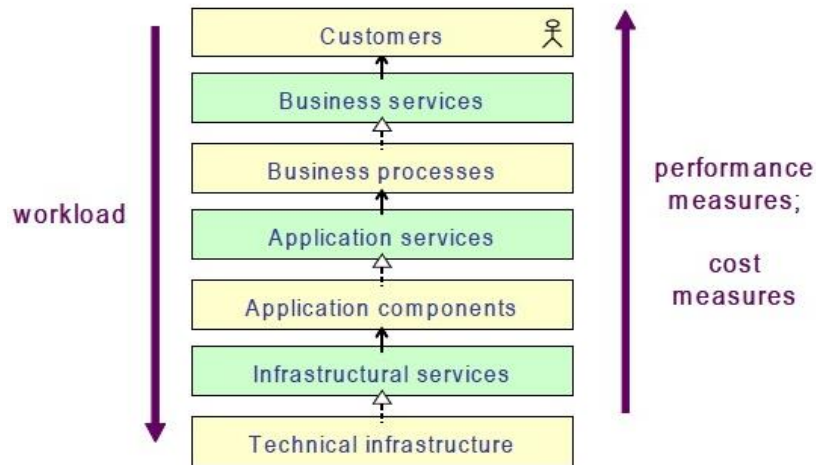 Customers
Business services
Business processes
Application services
Application components
Infrastructural services
Technical infrastructure
workload
performance
measures;
cost
measures